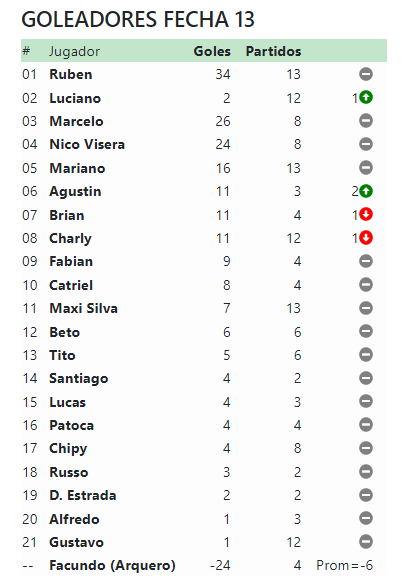 GOLEADORES FECHA 13
# Jugador Goles Partidos
01 Ruben 34 13
02 Luciano 2 12 1
03 Marcelo 26 8
04 Nico Visera 24 8
05 Mariano 16 13
06 Agustin 11 3 2
07 Brian 11 4 1
08 Charly 11 12 1
09 Fabian 9 4
10 Catriel 8 4
11 Maxi Silva 7 13
12 Beto 6 6
13 Tito 5 6
14 Santiago 4 2
15 Lucas 4 3
16 Patoca 4 4
17 Chipy 4 8
18 Russo 3 2
19 D. Estrada 2 2
20 Alfredo 1 3
21 Gustavo 1 12
-- Facundo (Arquero) -24 4 Prom=-6